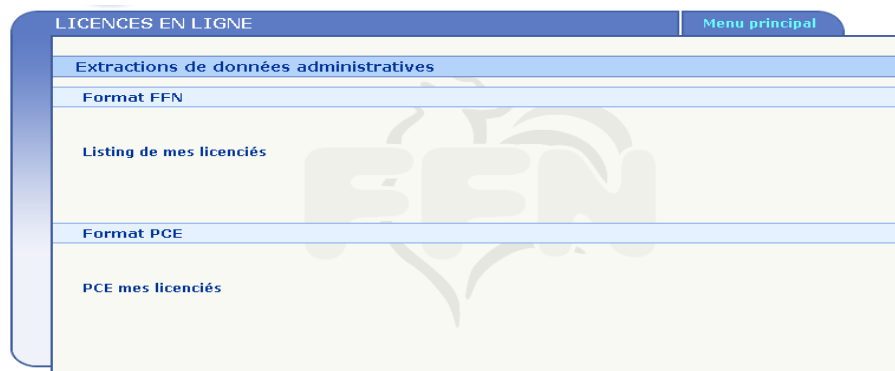 LICENCES EN LIGNE
Menu principal
Extractions de données administratives
Format FFN
Listing de mes licenciés
FFN
Format PCE
PCE mes licenciés